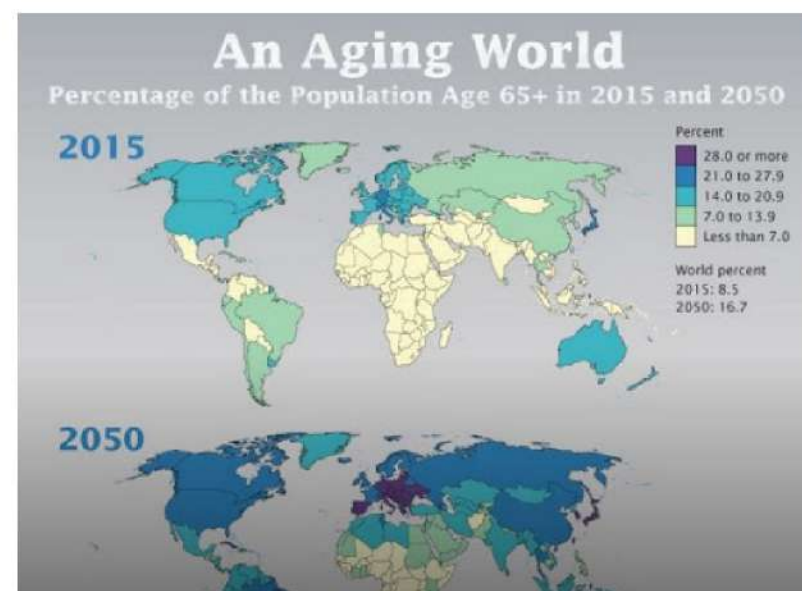 An Aging World
Percentage of the Population Age 65+ in 2015 and 2050
2015
Percent
28.0 or more
21.0 to 27.9
14.0 to 20.9
7.0 to 13.9
Less than 7.0
World percent
2015: 8.5
2050: 16.7
2050